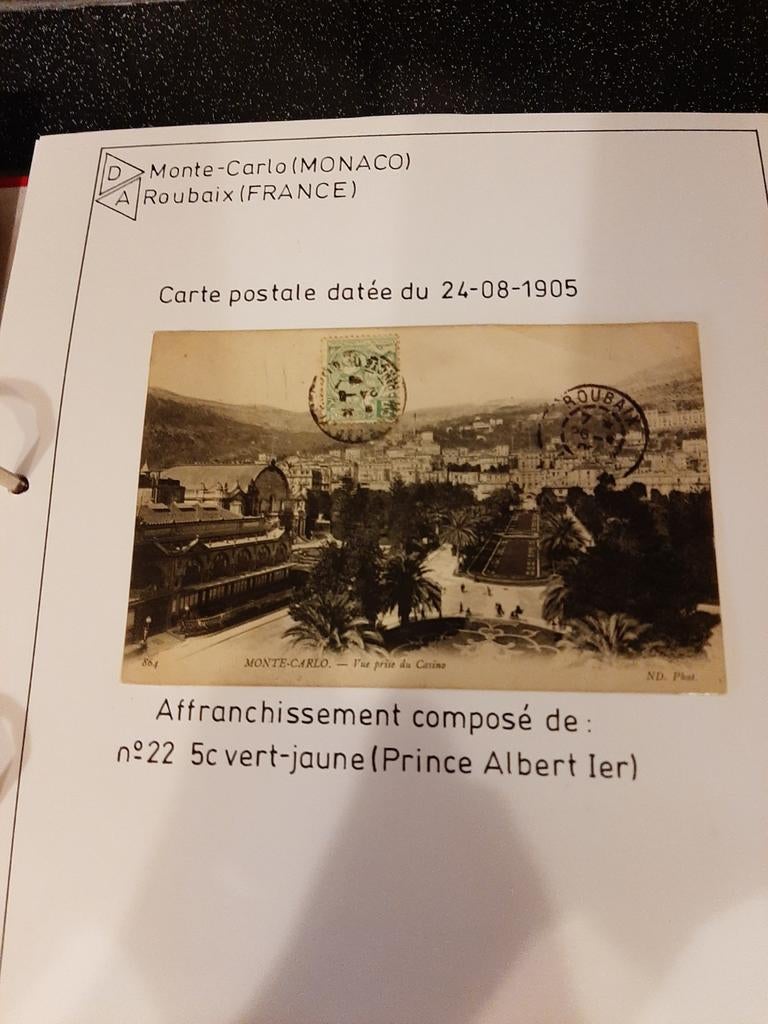 D Monte-Carlo (MONACO)
A Roubaix (FRANCE)
Carte postale datée du 24-08-1905
ROUBAIX
864 MONTE-CARLO. — Vue prise du Casino
ND. Phot.
Affranchissement composé de :
nº22 5c vert-jaune (Prince Albert Ier)